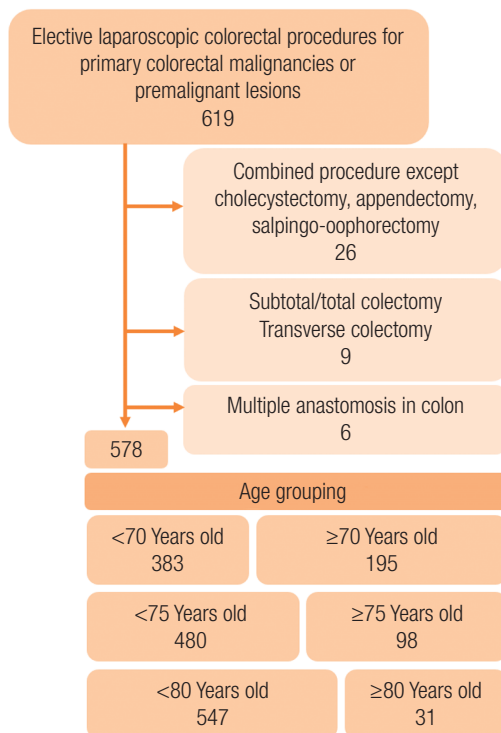 Elective laparoscopic colorectal procedures for
primary colorectal malignancies or
premalignant lesions
619
Combined procedure except
cholecystectomy, appendectomy,
salpingo-oophorectomy
26
Subtotal/total colectomy
Transverse colectomy
9
Multiple anastomosis in colon
6
578
Age grouping
<70 Years old
383
≥70 Years old
195
<75 Years old
480
≥75 Years old
98
<80 Years old
547
≥80 Years old
31